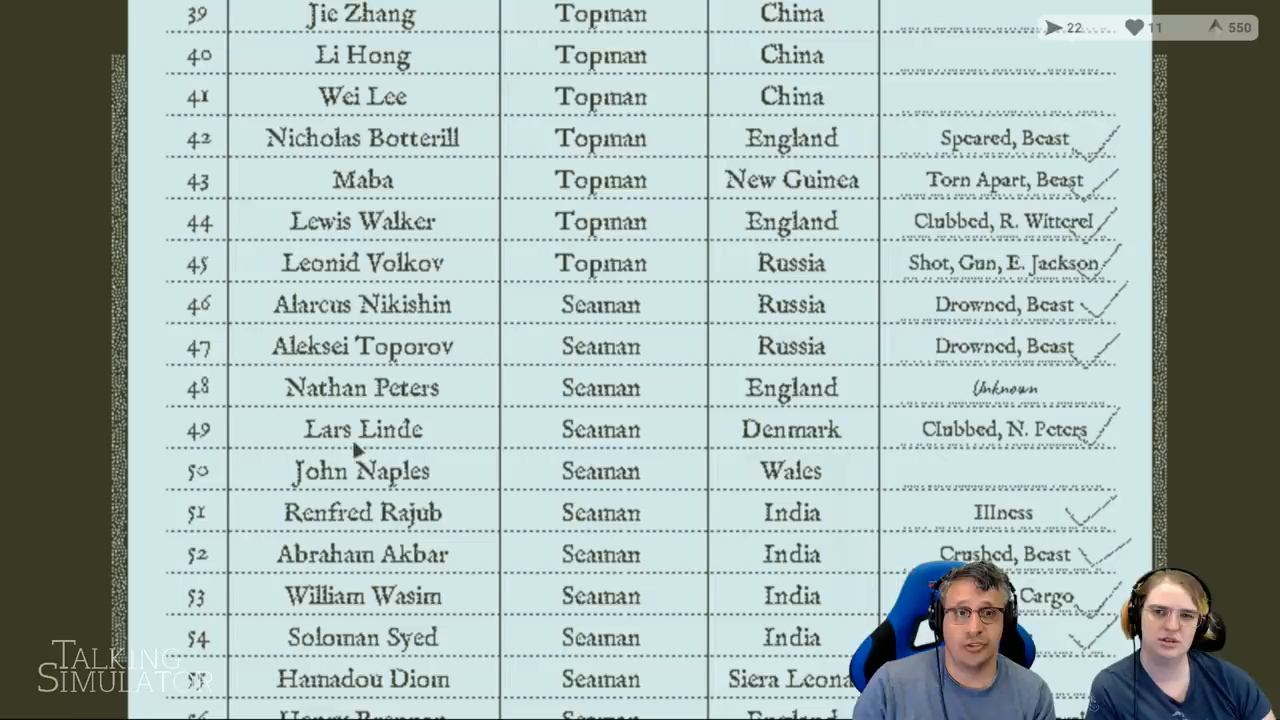 39 Jie Zhang Topman China
22 11 550
40 Li Hong Topman China
41 Wei Lee Topman China
42 Nicholas Botterill Topman England Speared, Beast
43 Maba Topman New Guinea Torn Apart, Beast
44 Lewis Walker Topman England Clubbed, R. Witterel
45 Leonid Volkov Topman Russia Shot, Gun, E. Jackson
46 Alarcus Nikishin Seaman Russia Drowned, Beast
47 Aleksei Toporov Seaman Russia Drowned, Beast
48 Nathan Peters Seaman England Unknown
49 Lars Linde Seaman Denmark Clubbed, N. Peters
50 John Naples Seaman Wales
51 Renfred Rajub Seaman India Illness
52 Abraham Akbar Seaman India Crushed, Beast
53 William Wasim Seaman India Cargo
54 Soloman Syed Seaman India
55 Hamadou Diom Seaman Siera Leona
TALKING
SIMULATOR